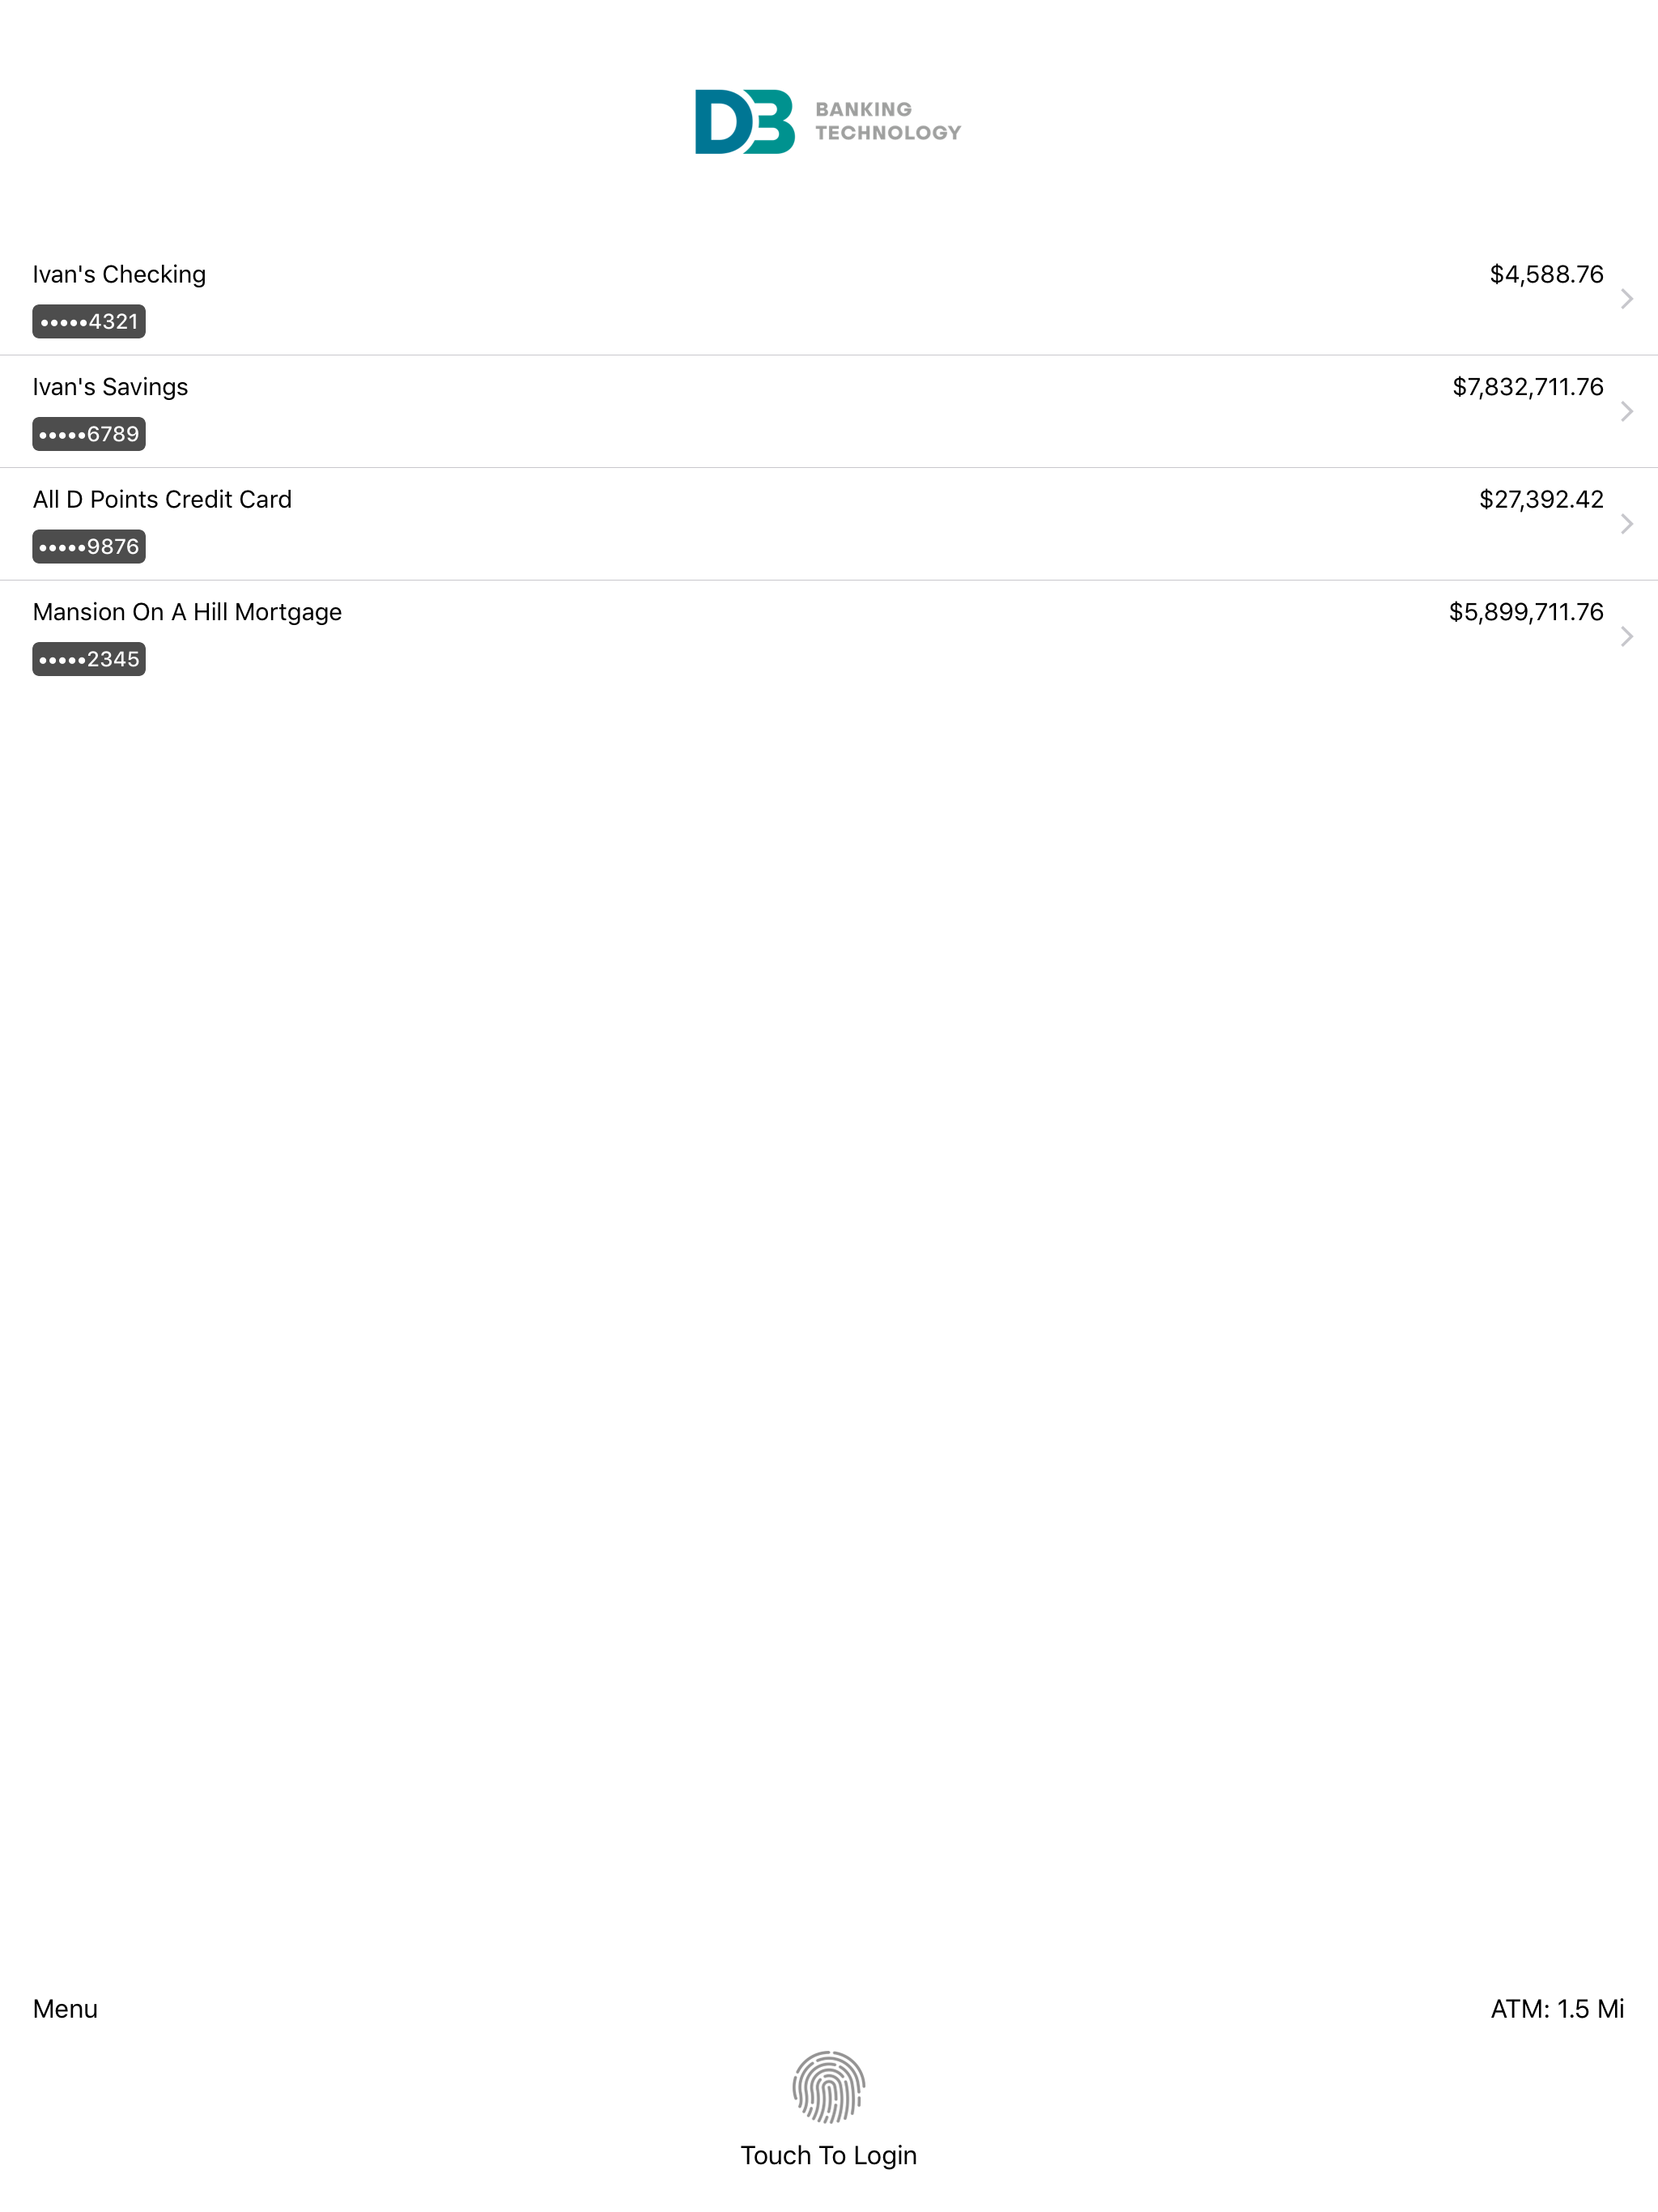 DB BANKING
TECHNOLOGY
Ivan's Checking $4,588.76
•••••4321
Ivan's Savings $7,832,711.76
•••••6789
All D Points Credit Card $27,392.42
•••••9876
Mansion On A Hill Mortgage $5,899,711.76
•••••2345
Menu ATM: 1.5 Mi
Touch To Login